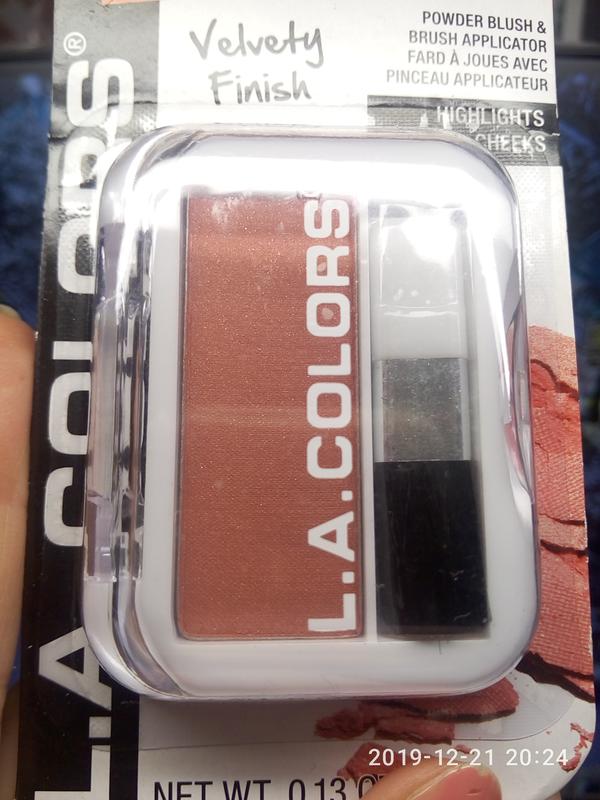 Velvety
Finish
POWDER BLUSH &
BRUSH APPLICATOR
FARD À JOUES AVEC
PINCEAU APPLICATEUR
HIGHLIGHTS
CHEEKS
L.A. COLORS®
L.A.COLORS
NET WT. 0.13
2019-12-21 20:24